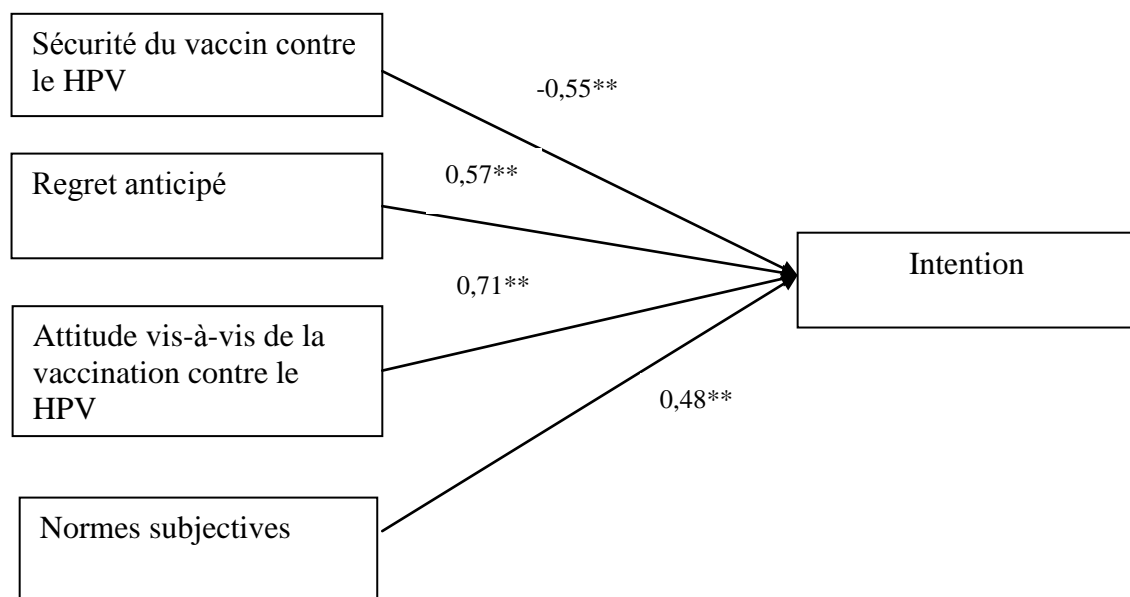 Sécurité du vaccin contre
le HPV
-0,55**
Regret anticipé
0,57**
Intention
Attitude vis-à-vis de la
vaccination contre le
HPV
0,71**
Normes subjectives
0,48**